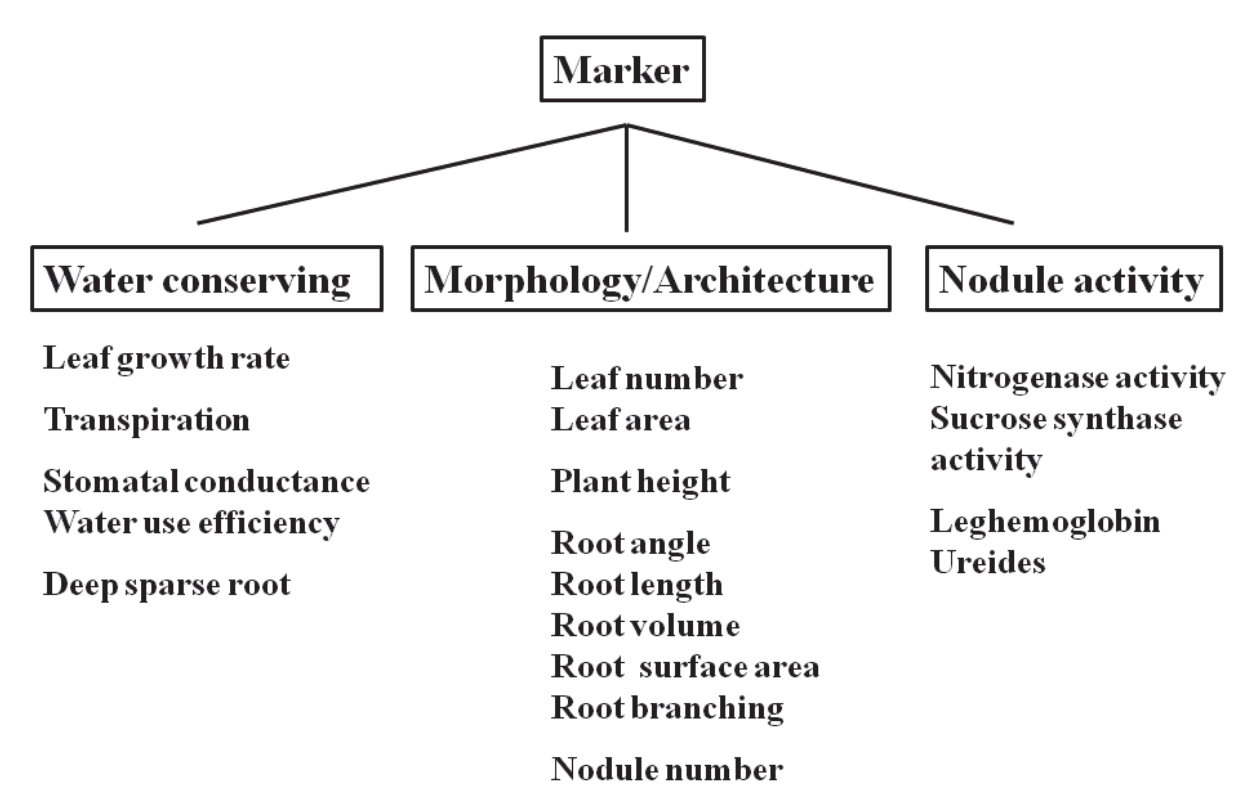 Marker
Water conserving
Leaf growth rate
Transpiration
Stomatal conductance
Water use efficiency
Deep sparse root
Morphology/Architecture
Leaf number
Leaf area
Plant height
Root angle
Root length
Root volume
Root surface area
Root branching
Nodule number
Nodule activity
Nitrogenase activity
Sucrose synthase
activity
Leghemoglobin
Ureides